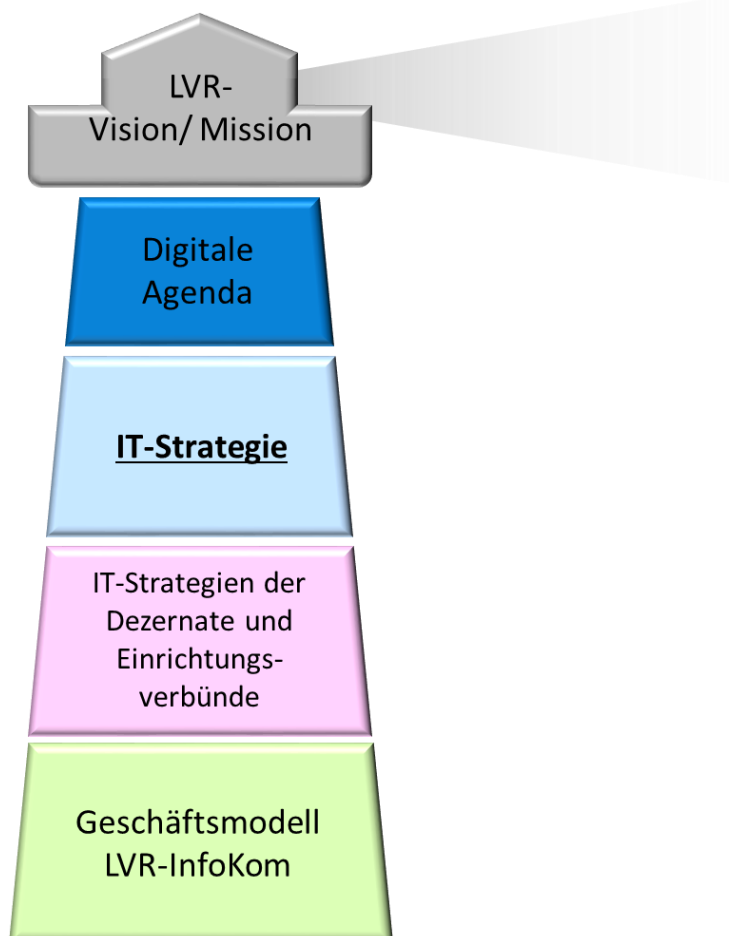 LVR-
Vision/ Mission
Digitale
Agenda
IT-Strategie
IT-Strategien der
Dezernate und
Einrichtungs-
verbünde
Geschäftsmodell
LVR-InfoKom